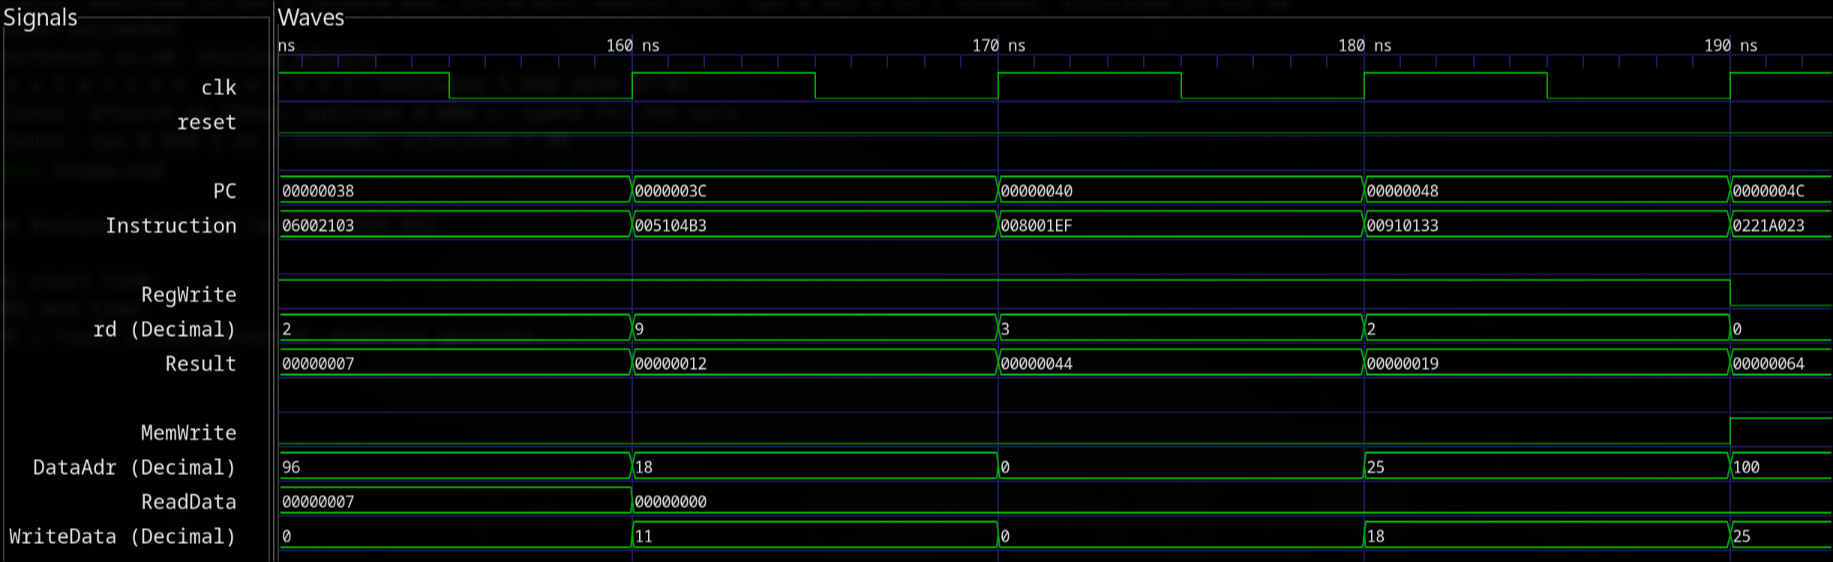 Signals Waves
ns 160 ns 170 ns 180 ns 190 ns
clk
reset
PC 00000038 0000003C 00000040 00000048 0000004C
Instruction 06002103 005104B3 008001EF 00910133 0221A023
RegWrite
rd (Decimal) 2 9 3 2 0
Result 00000007 00000012 00000044 00000019 00000064
MemWrite
DataAdr (Decimal) 96 18 0 25 100
ReadData 00000007 00000000
WriteData (Decimal) 0 11 0 18 25